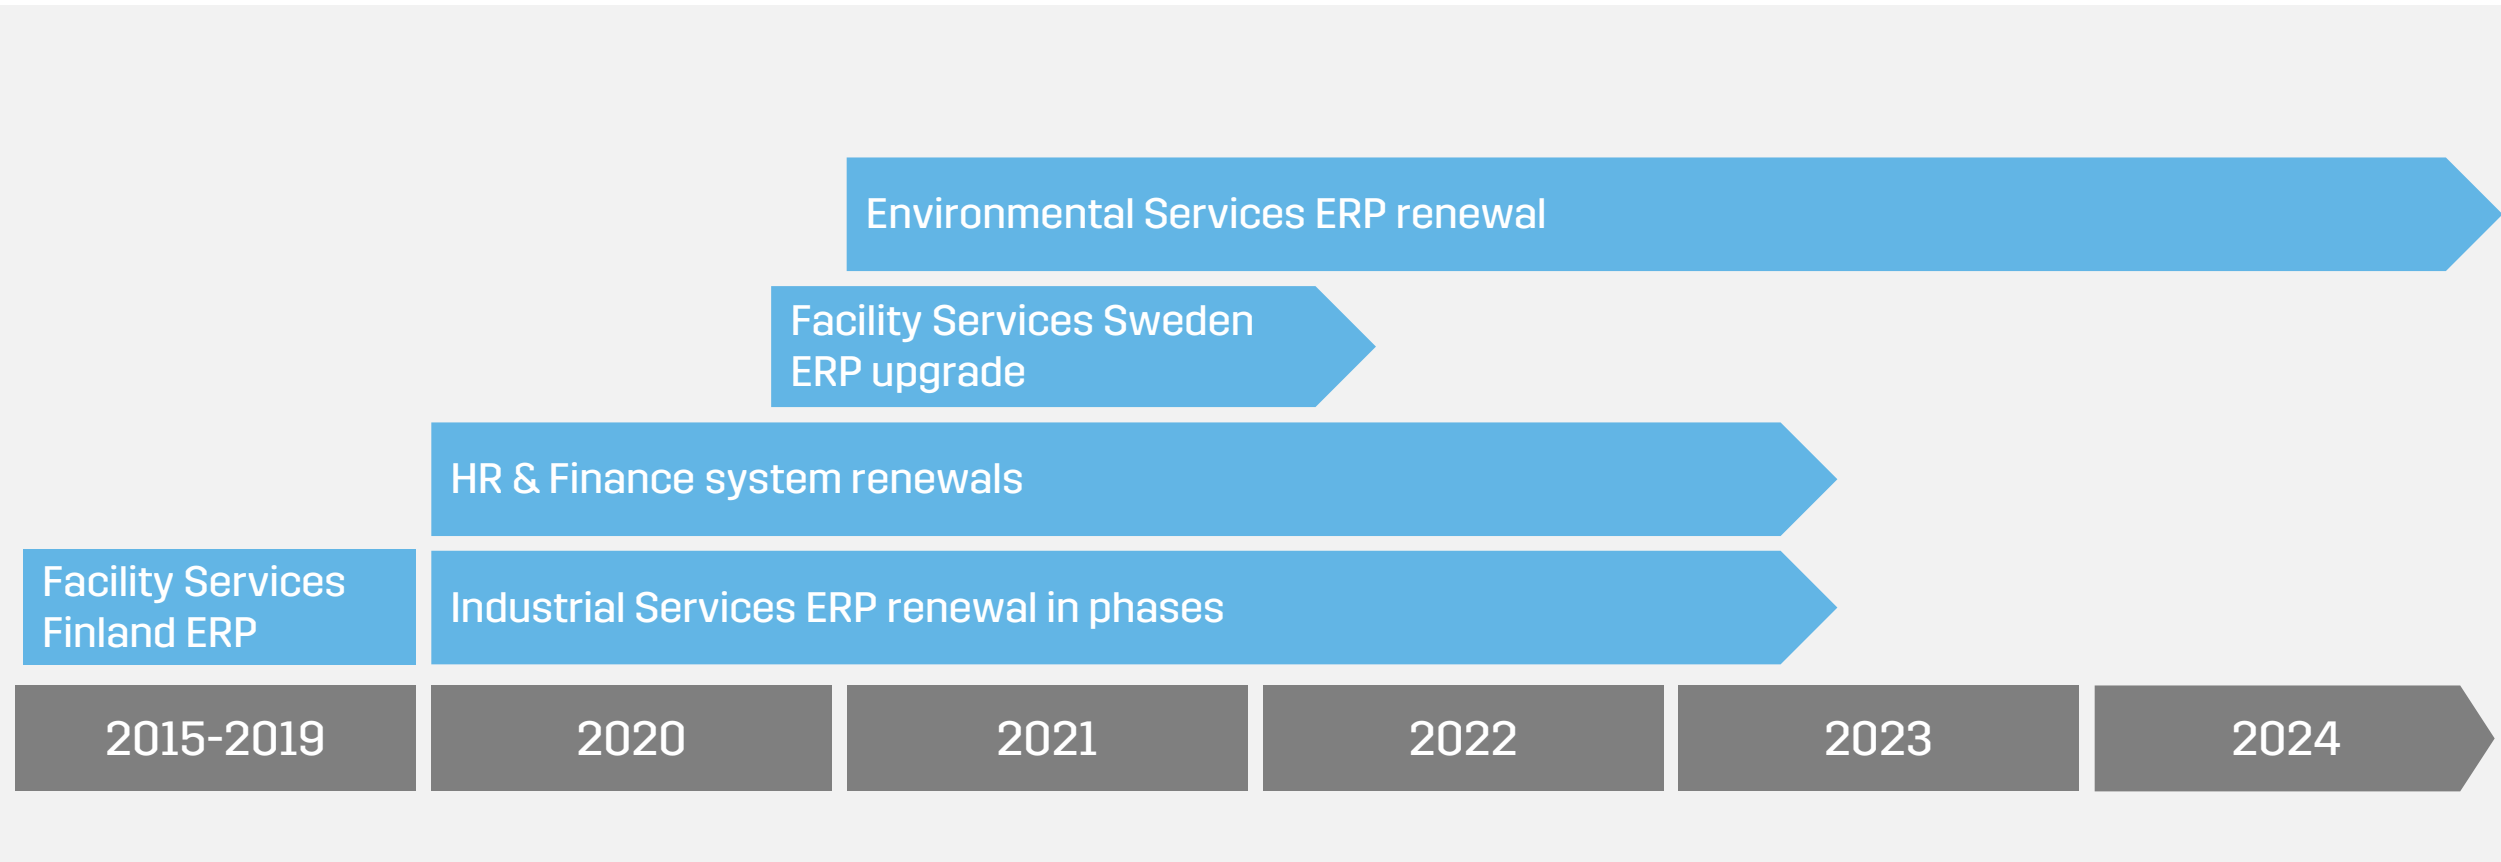 Environmental Services ERP renewal
Facility Services Sweden
ERP upgrade
HR & Finance system renewals
Facility Services
Finland ERP
Industrial Services ERP renewal in phases
2015-2019
2020
2021
2022
2023
2024